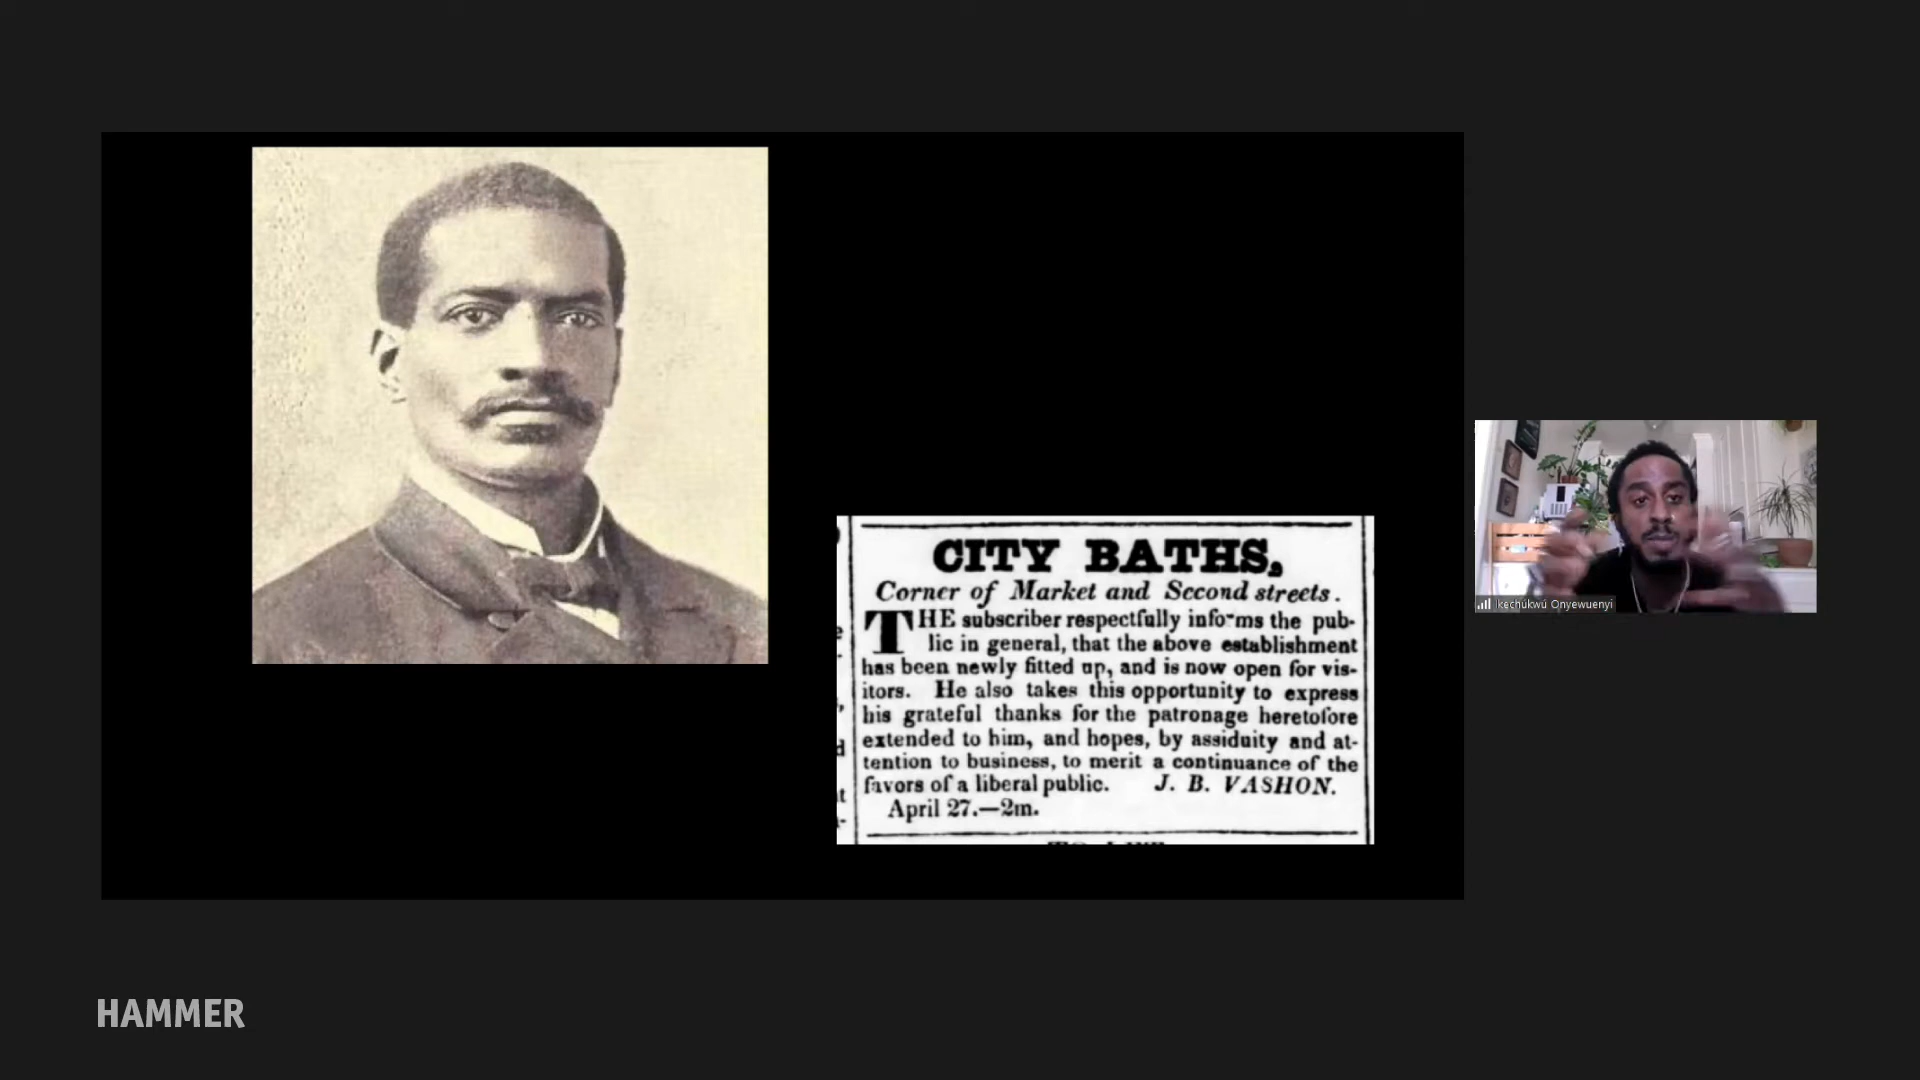 CITY BATHS,
Corner of Market and Second streets.
THE subscriber respectfully informs the pub-
lic in general, that the above establishment
has been newly fitted up, and is now open for vis-
itors. He also takes this opportunity to express
his grateful thanks for the patronage heretofore
extended to him, and hopes, by assiduity and at-
tention to business, to merit a continuance of the
favors of a liberal public. J. B. VASHON.
April 27.—2m.
Ikechúkwú Onyewuenyi
HAMMER